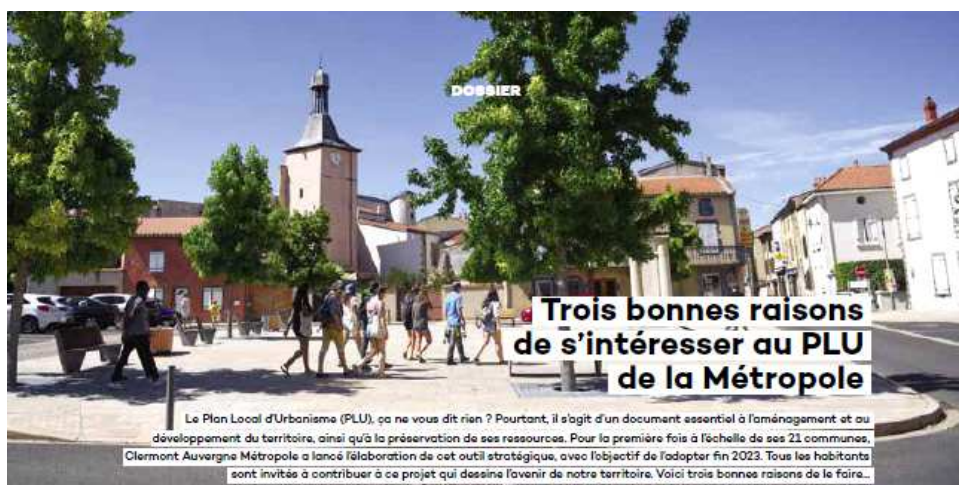 DOSSIER
Trois bonnes raisons
de s'intéresser au PLU
de la Métropole
Le Plan Local d'Urbanisme (PLU), ça ne vous dit rien ? Pourtant, il s'agit d'un document essentiel à l'aménagement et au
développement du territoire, ainsi qu'à la préservation de ses ressources. Pour la première fois à l'échelle de ses 21 communes,
Clermont Auvergne Métropole a lancé l'élaboration de cet outil stratégique, avec l'objectif de l'adopter fin 2023. Tous les habitants
sont invités à contribuer à ce projet qui dessine l'avenir de notre territoire. Voici trois bonnes raisons de le faire...